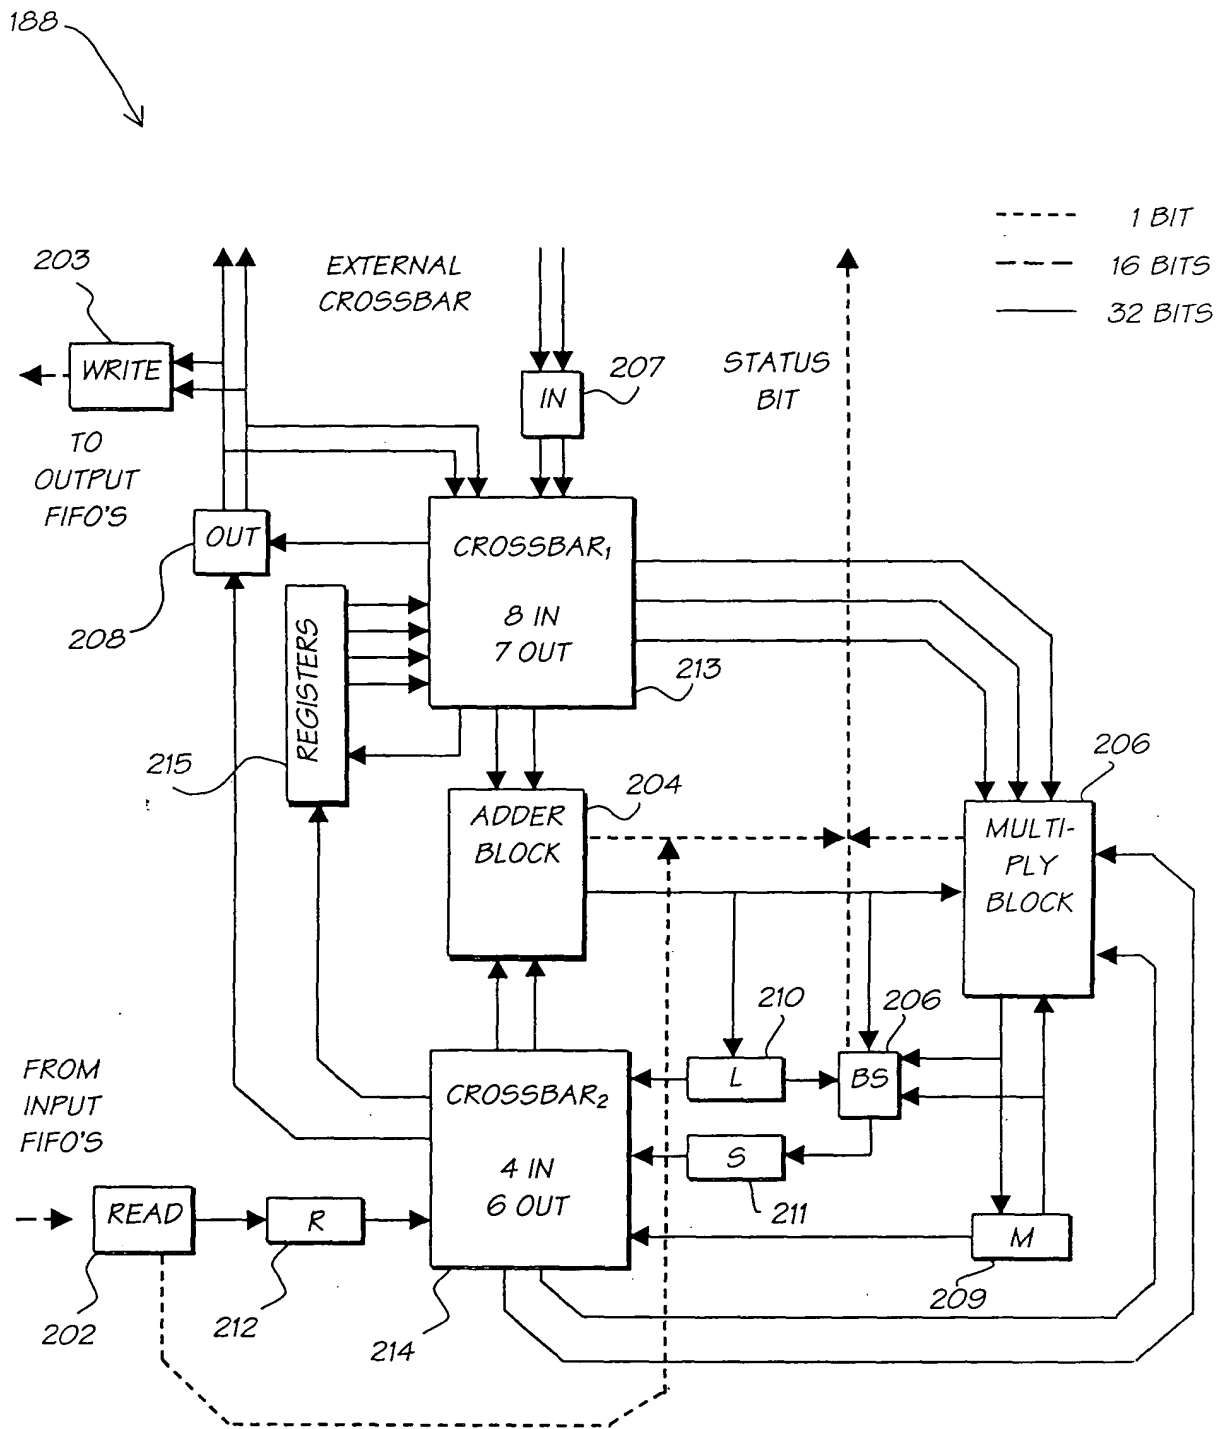 188
203
EXTERNAL
CROSSBAR
1 BIT
16 BITS
32 BITS
WRITE
207
IN
STATUS
BIT
TO
OUTPUT
FIFO'S
OUT
CROSSBAR₁
8 IN
7 OUT
208
213
REGISTERS
215
204
206
ADDER
BLOCK
MULTI-
PLY
BLOCK
210
206
FROM
INPUT
FIFO'S
CROSSBAR₂
4 IN
6 OUT
L
BS
S
211
READ
R
M
209
202
212
214